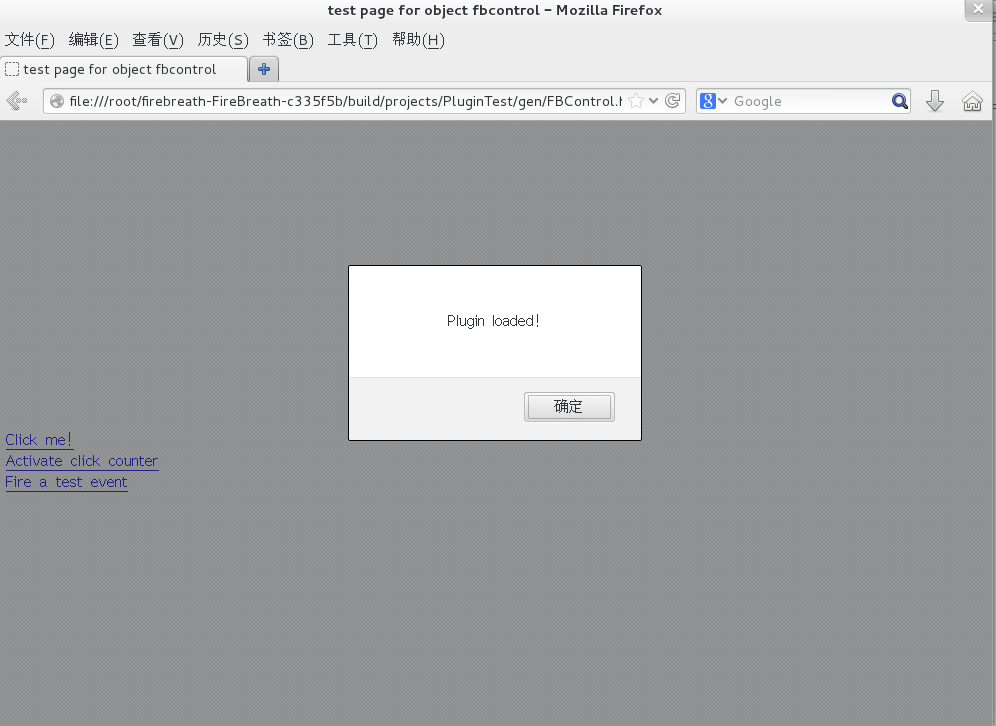 test page for object fbcontrol - Mozilla Firefox
文件(F) 编辑(E) 查看(V) 历史(S) 书签(B) 工具(T) 帮助(H)
test page for object fbcontrol
file:///root/firebreath-FireBreath-c335f5b/build/projects/PluginTest/gen/FBControl.h 8 Google
Plugin loaded!
确定
Click me!
Activate click counter
Fire a test event